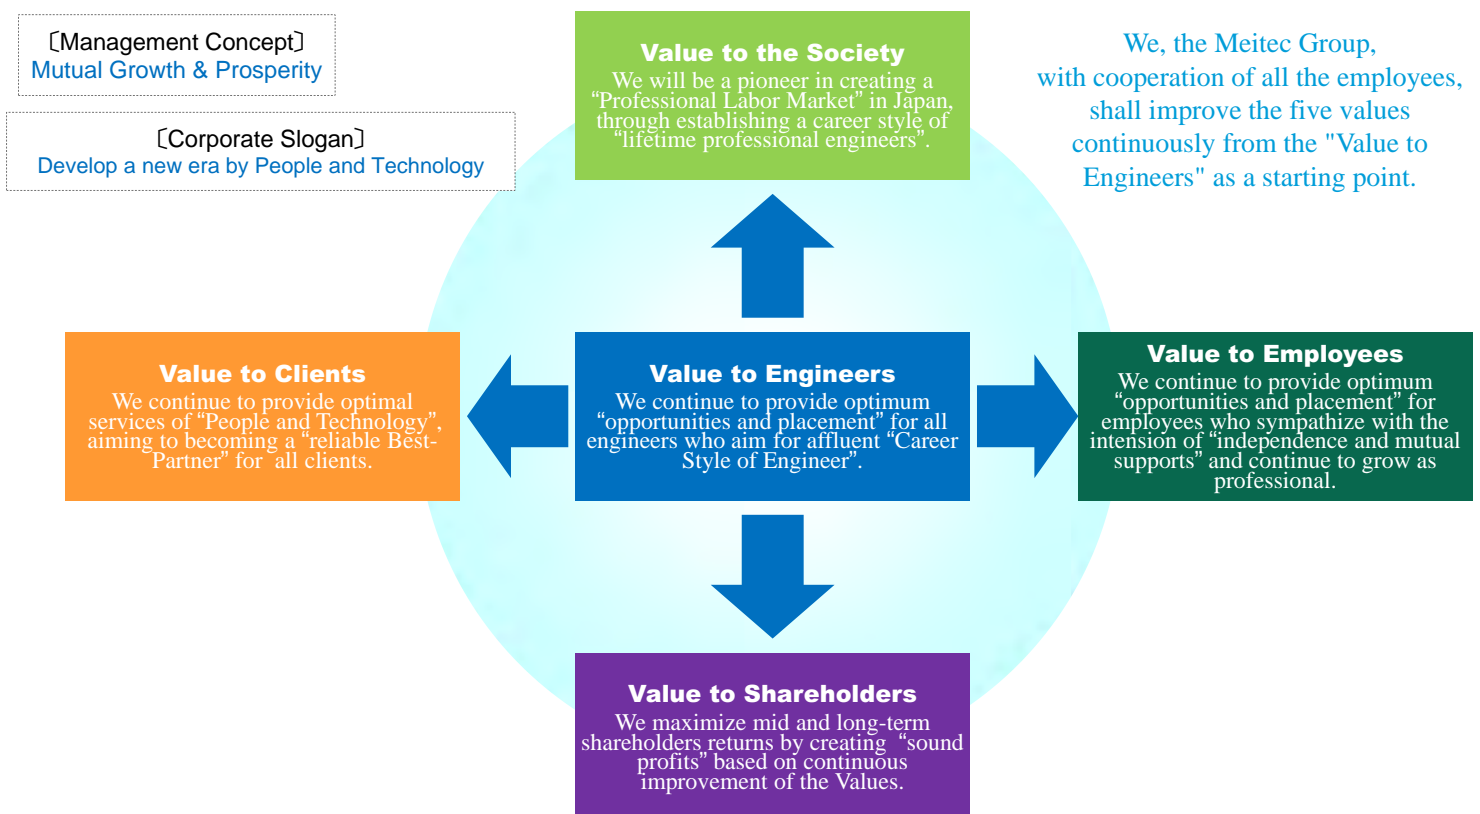 〔Management Concept〕
Mutual Growth & Prosperity
〔Corporate Slogan〕
Develop a new era by People and Technology
Value to the Society
We will be a pioneer in creating a
“Professional Labor Market” in Japan,
through establishing a career style of
“lifetime professional engineers”.
We, the Meitec Group,
with cooperation of all the employees,
shall improve the five values
continuously from the "Value to
Engineers" as a starting point.
Value to Clients
We continue to provide optimal
services of “People and Technology”,
aiming to becoming a “reliable Best-
Partner” for all clients.
Value to Engineers
We continue to provide optimum
“opportunities and placement” for all
engineers who aim for affluent “Career
Style of Engineer”.
Value to Employees
We continue to provide optimum
“opportunities and placement” for
employees who sympathize with the
intension of “independence and mutual
supports” and continue to grow as
professional.
Value to Shareholders
We maximize mid and long-term
shareholders returns by creating “sound
profits” based on continuous
improvement of the Values.